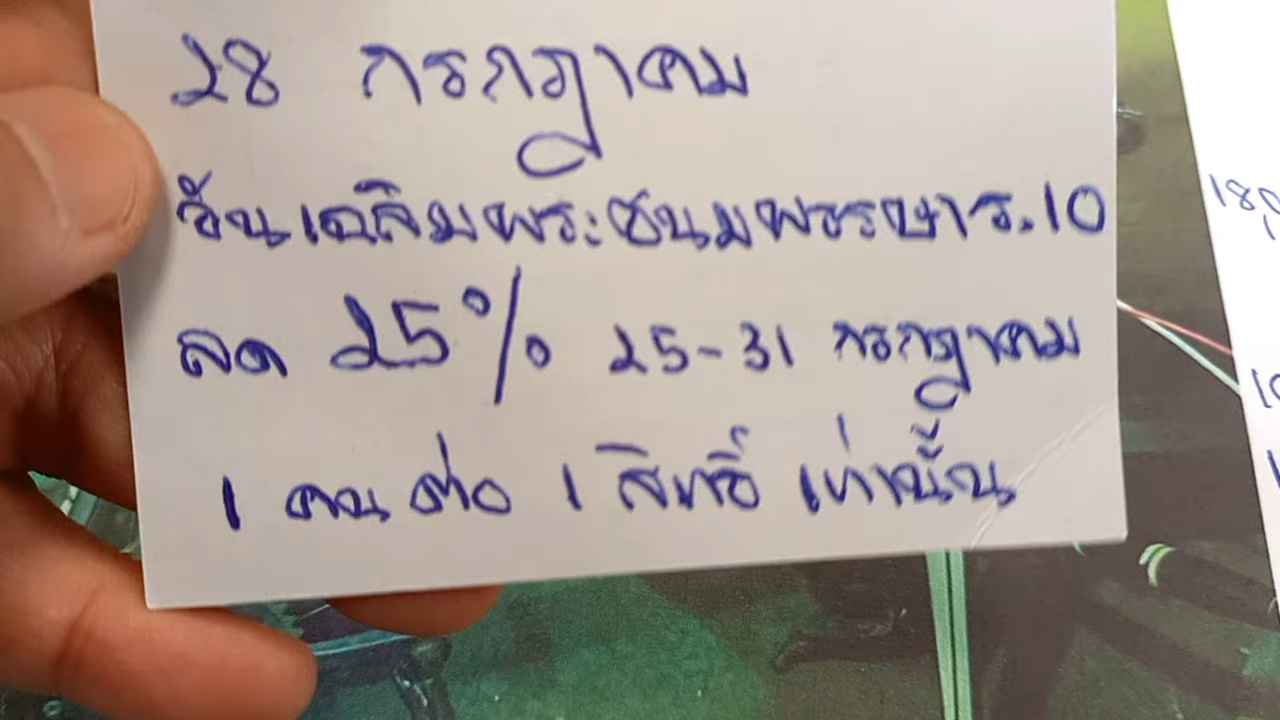 28 กรกฎาคม
วันเฉลิมพระชนมพรรษา ร.10
ลด 25% 25-31 กรกฎาคม
1 คน ต่อ 1 สิทธิ์ เท่านั้น